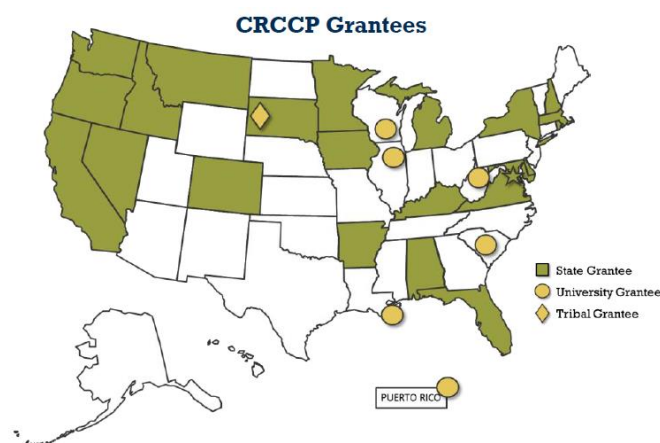 CRCCP Grantees
State Grantee
University Grantee
Tribal Grantee
PUERTO RICO